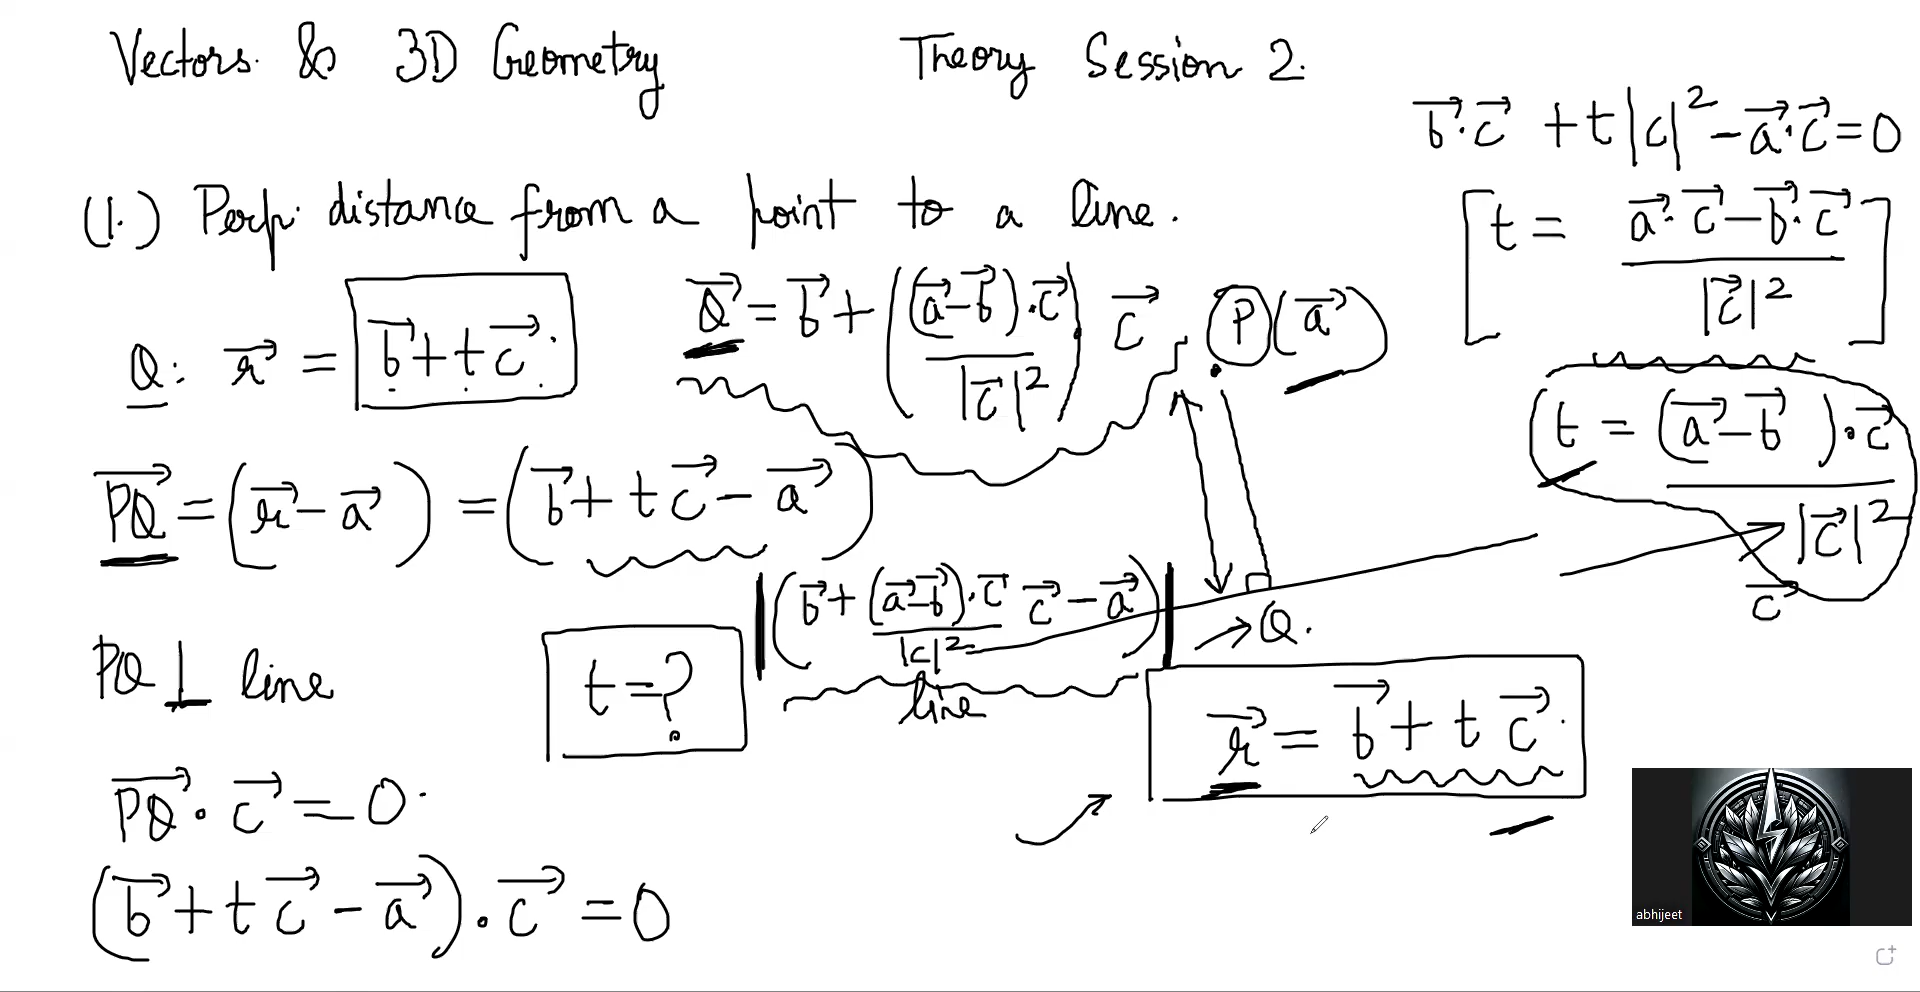 Vectors & 3D Geometry Theory Session 2.
(1.) Perp. distance from a point to a line.
Q: r⃗ = b⃗ + t c⃗.
Q⃗ = b⃗ + ( (a⃗ - b⃗)·c⃗ / |c⃗|² ) c⃗
P(a⃗)
PQ⃗ = (r⃗ - a⃗) = (b⃗ + t c⃗ - a⃗)
|( b⃗ + (a⃗ - b⃗)·c⃗ / |c|² c⃗ - a⃗ )|
Q.
line
PQ ⊥ line
t = ?
r⃗ = b⃗ + t c⃗.
PQ⃗ · c⃗ = 0.
(b⃗ + t c⃗ - a⃗) · c⃗ = 0
b⃗·c⃗ + t|c|² - a⃗·c⃗ = 0
[ t = a⃗·c⃗ - b⃗·c⃗ / |c⃗|² ]
t = (a⃗ - b⃗)·c⃗ / |c⃗|²
c⃗
abhijeet